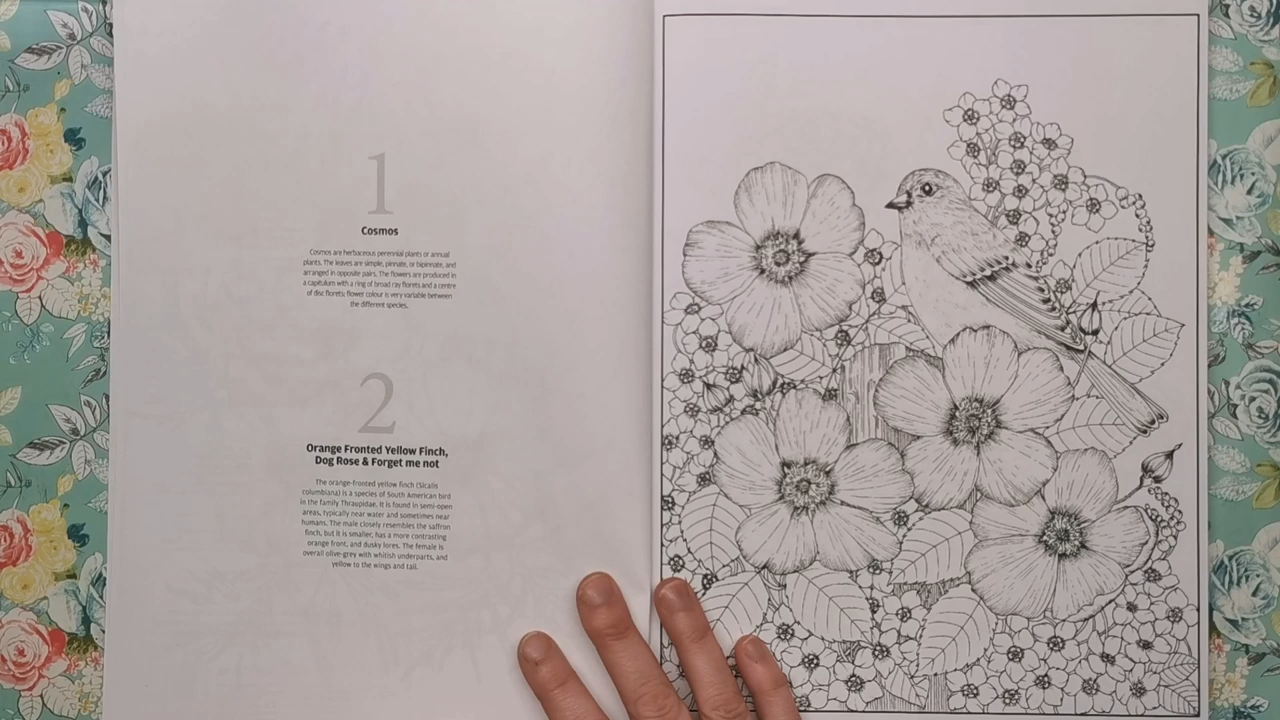 1
Cosmos
Cosmos are herbaceous perennial plants or annual
plants. The leaves are simple, pinnate, or bipinnate, and
arranged in opposite pairs. The flowers are produced in
a capitulum with a ring of broad ray florets and a centre
of disc florets; flower colour is very variable between
the different species.
2
Orange Fronted Yellow Finch,
Dog Rose & Forget me not
The orange-fronted yellow finch (Sicalis
columbiana) is a species of South American bird
in the family Thraupidae. It is found in semi-open
areas, typically near water and sometimes near
humans. The male closely resembles the saffron
finch, but it is smaller, has a more contrasting
orange front, and dusky lores. The female is
overall olive-grey with whitish underparts, and
yellow to the wings and tail.